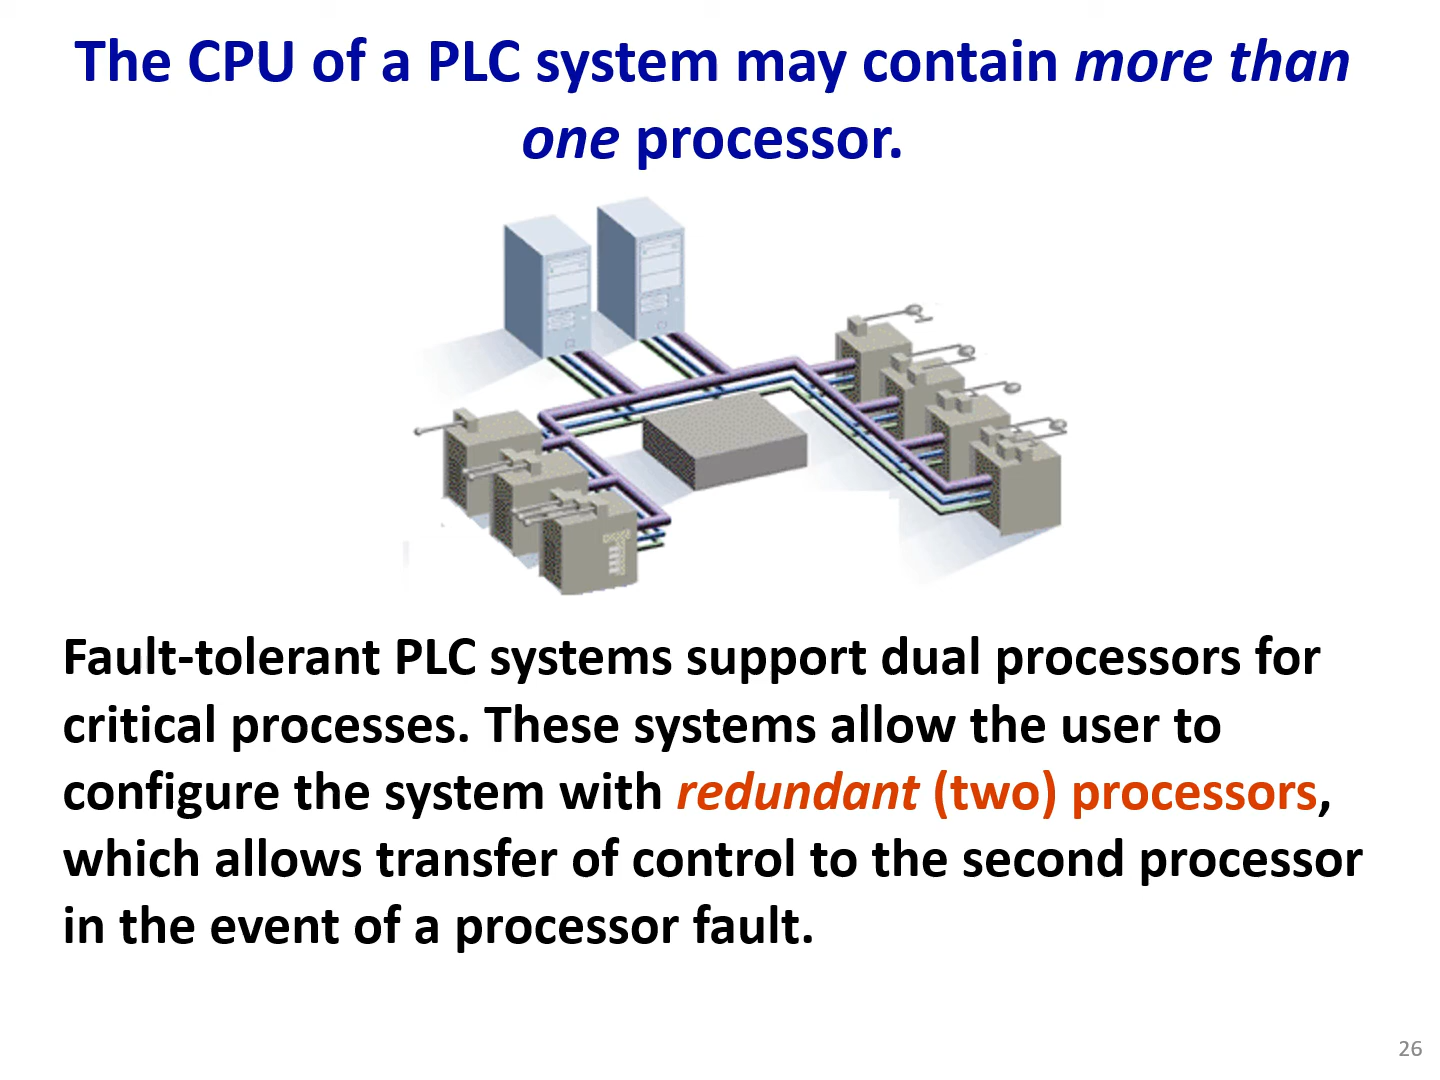 The CPU of a PLC system may contain more than
one processor.
Fault-tolerant PLC systems support dual processors for
critical processes. These systems allow the user to
configure the system with redundant (two) processors,
which allows transfer of control to the second processor
in the event of a processor fault.
26